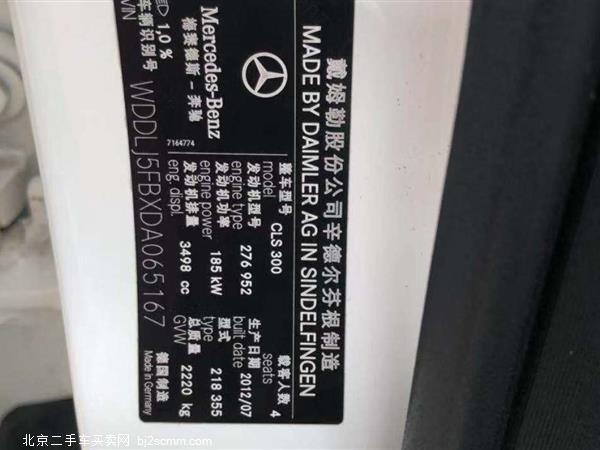 戴姆勒股份公司辛德尔芬根制造
MADE BY DAIMLER AG IN SINDELFINGEN
Mercedes-Benz
梅赛德斯－奔驰
7164774
整车型号 CLS 300
model
载客人数 4
seats
发动机型号 276 952
engine type
生产日期 2012/07
built date
发动机功率 185 kW
engine power
型式 218 355
type
发动机排量 3498 cc
eng. displ.
总质量 2220 kg
GVW
1,0 %
车辆识别号
VIN
WDDLJ5FBXDA065167
德国制造
Made in Germany
北京二手车买卖网 bj2scmm.com